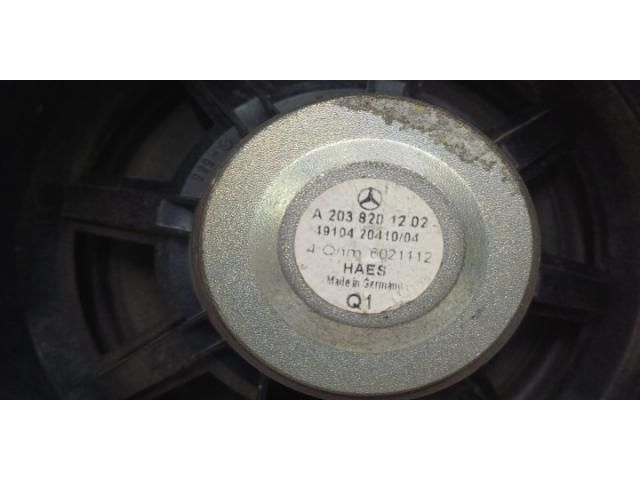 A 203 820 12 02
19104 20410/04
4 Ohm 6021112
HAES
Made in Germany
Q1